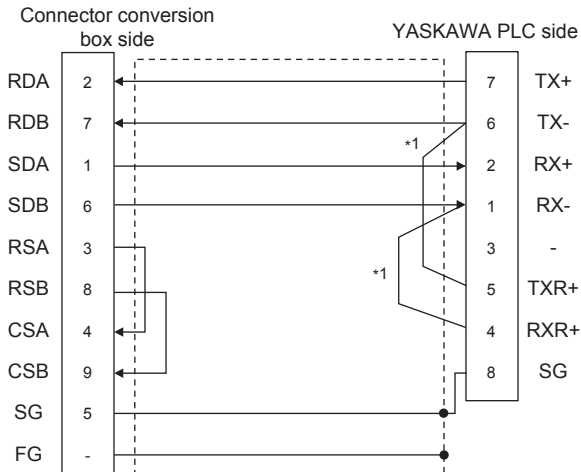 Connector conversion
box side
YASKAWA PLC side
RDA 2 7 TX+
RDB 7 6 TX-
*1
SDA 1 2 RX+
SDB 6 1 RX-
RSA 3 3 -
*1
RSB 8 5 TXR+
CSA 4 4 RXR+
CSB 9 8 SG
SG 5
FG -